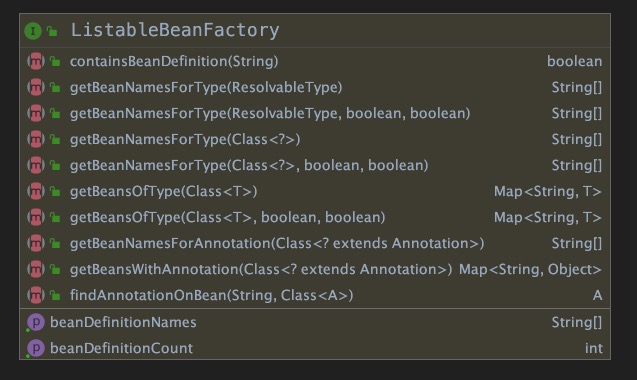 I ListableBeanFactory
m containsBeanDefinition(String) boolean
m getBeanNamesForType(ResolvableType) String[]
m getBeanNamesForType(ResolvableType, boolean, boolean) String[]
m getBeanNamesForType(Class<?>) String[]
m getBeanNamesForType(Class<?>, boolean, boolean) String[]
m getBeansOfType(Class<T>) Map<String, T>
m getBeansOfType(Class<T>, boolean, boolean) Map<String, T>
m getBeanNamesForAnnotation(Class<? extends Annotation>) String[]
m getBeansWithAnnotation(Class<? extends Annotation>) Map<String, Object>
m findAnnotationOnBean(String, Class<A>) A
p beanDefinitionNames String[]
p beanDefinitionCount int